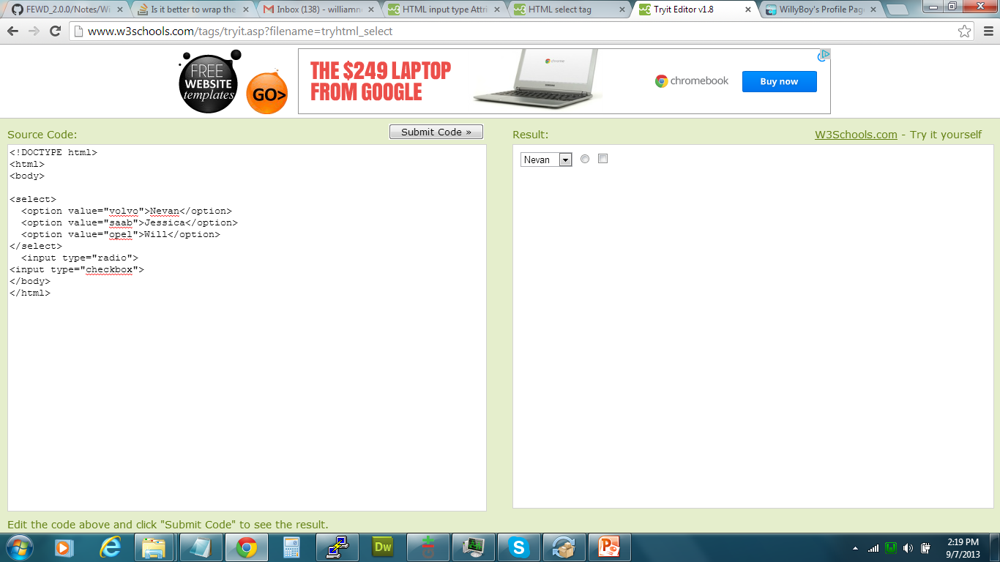 FEWD_2.0.0/Notes/Wi
Is it better to wrap the
Inbox (138) - williamn
HTML input type Attri
HTML select tag
Tryit Editor v1.8
WillyBoy's Profile Pag
www.w3schools.com/tags/tryit.asp?filename=tryhtml_select
FREE
WEBSITE
templates
GO>
THE $249 LAPTOP
FROM GOOGLE
chrome
chromebook
Buy now
Source Code:
Submit Code »
Result:
W3Schools.com - Try it yourself
<!DOCTYPE html>
<html>
<body>
<select>
<option value="volvo">Nevan</option>
<option value="saab">Jessica</option>
<option value="opel">Will</option>
</select>
<input type="radio">
<input type="checkbox">
</body>
</html>
Nevan
Edit the code above and click "Submit Code" to see the result.
Dw
2:19 PM
9/7/2013